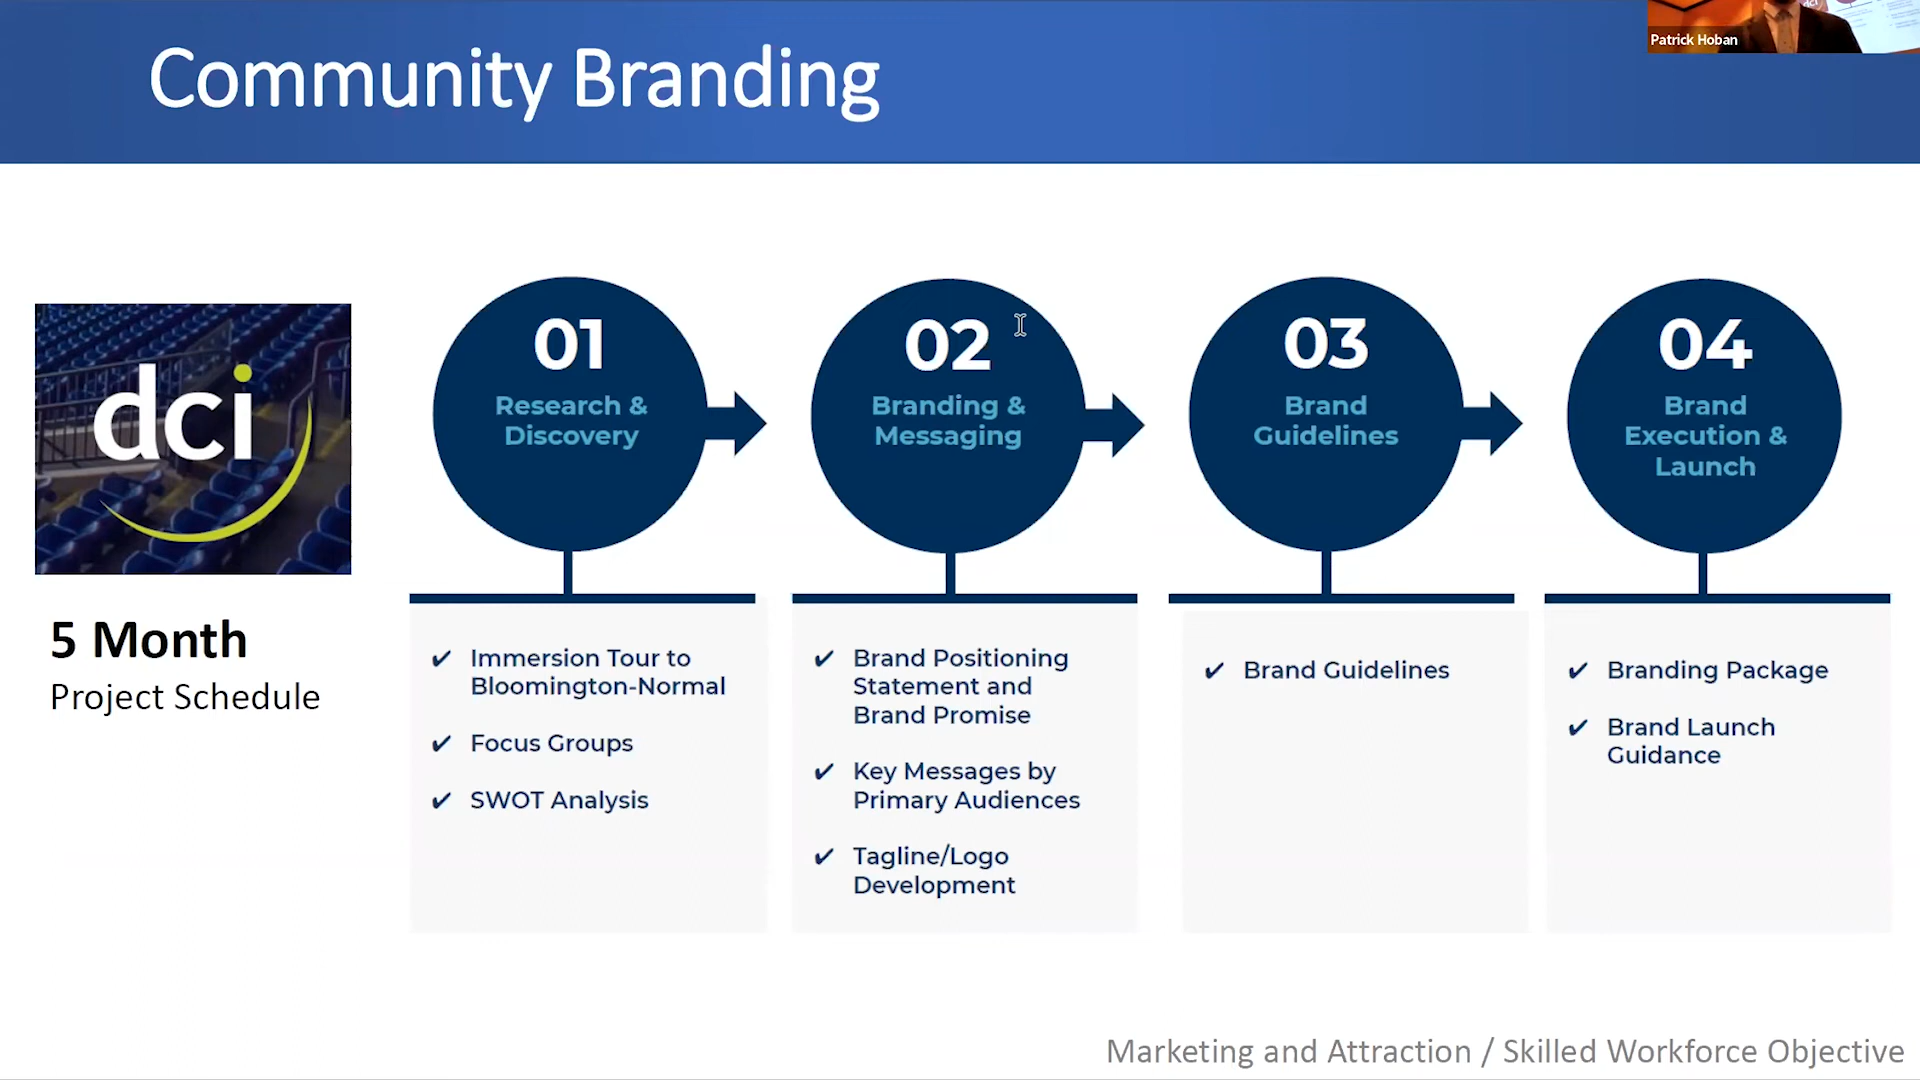 Community Branding
Patrick Hoban
dci
5 Month
Project Schedule
01
Research &
Discovery
✔ Immersion Tour to
Bloomington-Normal
✔ Focus Groups
✔ SWOT Analysis
02
Branding &
Messaging
✔ Brand Positioning
Statement and
Brand Promise
✔ Key Messages by
Primary Audiences
✔ Tagline/Logo
Development
03
Brand
Guidelines
✔ Brand Guidelines
04
Brand
Execution &
Launch
✔ Branding Package
✔ Brand Launch
Guidance
Marketing and Attraction / Skilled Workforce Objective